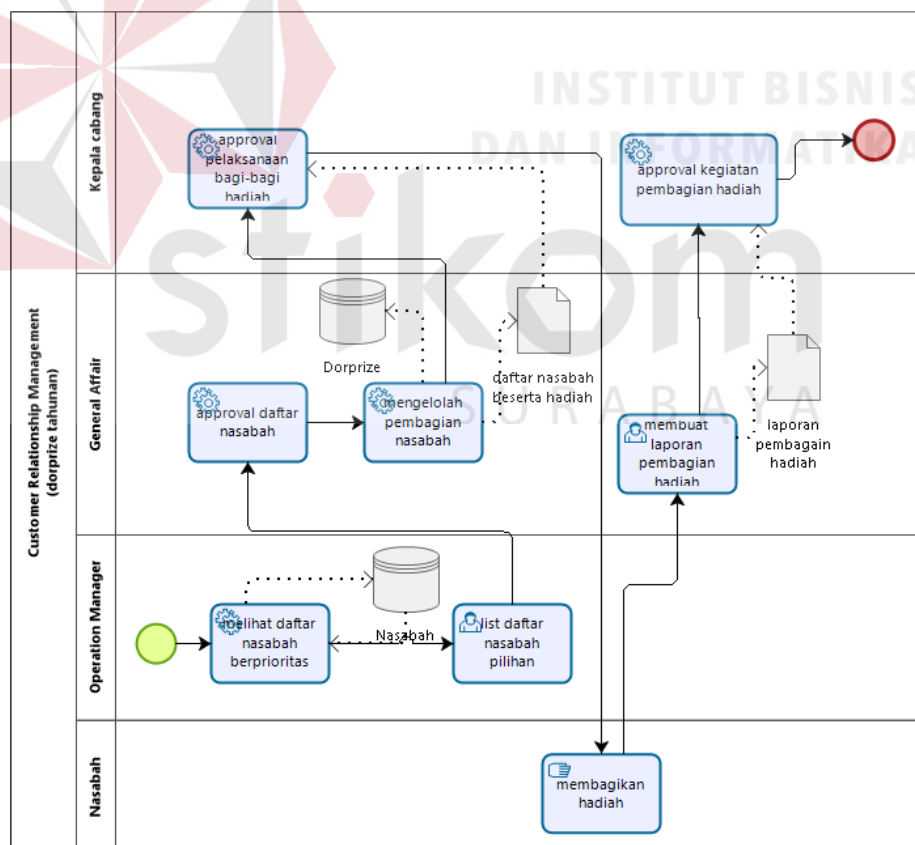 INSTITUT BISNIS
DAN INFORMATIKA
stikom
SURABAYA
Customer Relationship Management
(dorprize tahunan)
Kepala cabang
approval
pelaksanaan
bagi-bagi
hadiah
approval kegiatan
pembagian hadiah
General Affair
Dorprize
daftar nasabah
beserta hadiah
approval daftar
nasabah
mengelolah
pembagian
nasabah
membuat
laporan
pembagian
hadiah
laporan
pembagain
hadiah
Operation Manager
melihat daftar
nasabah
berprioritas
Nasabah
list daftar
nasabah
pilihan
Nasabah
membagikan
hadiah